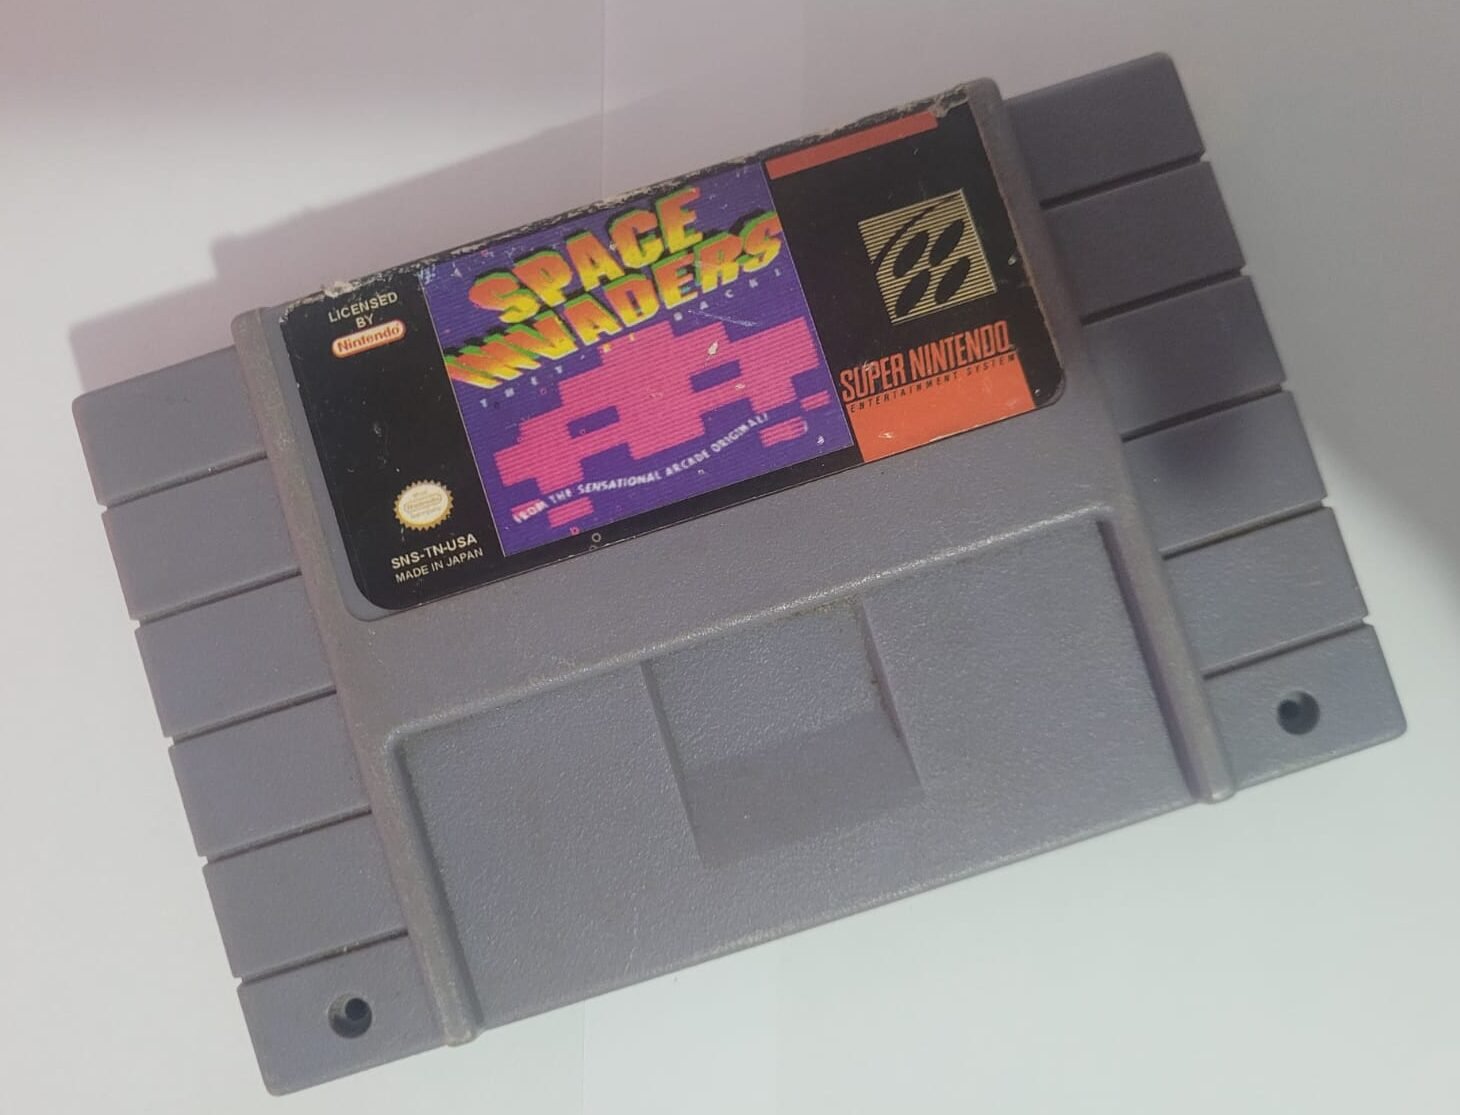 LICENSED
BY
Nintendo
SPACE
INVADERS
FROM THE SENSATIONAL ARCADE ORIGINAL!
SUPER NINTENDO
ENTERTAINMENT SYSTEM
SNS-TN-USA
MADE IN JAPAN